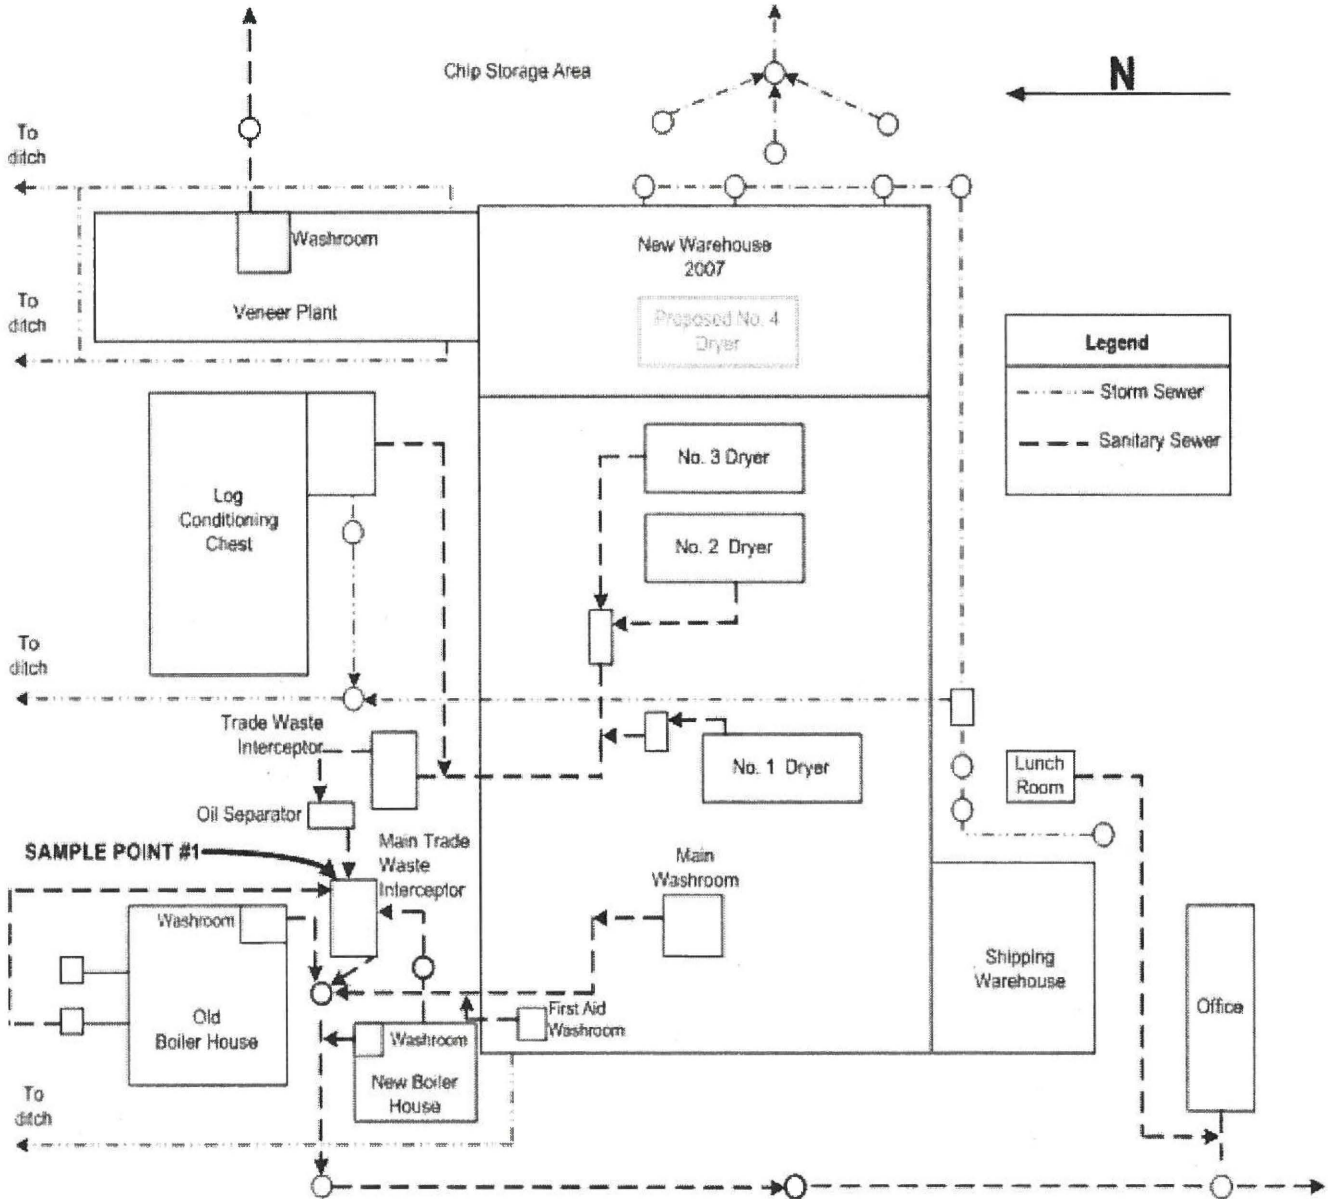 Chip Storage Area
N
To
ditch
Washroom
Veneer Plant
New Warehouse
2007
Proposed No. 4
Dryer
To
ditch
Legend
Storm Sewer
Sanitary Sewer
Log
Conditioning
Chest
No. 3 Dryer
No. 2 Dryer
To
ditch
Trade Waste
Interceptor
No. 1 Dryer
Lunch
Room
Oil Separator
SAMPLE POINT #1
Main Trade
Waste
Interceptor
Main
Washroom
Washroom
Old
Boiler House
Shipping
Warehouse
Office
First Aid
Washroom
Washroom
New Boiler
House
To
ditch